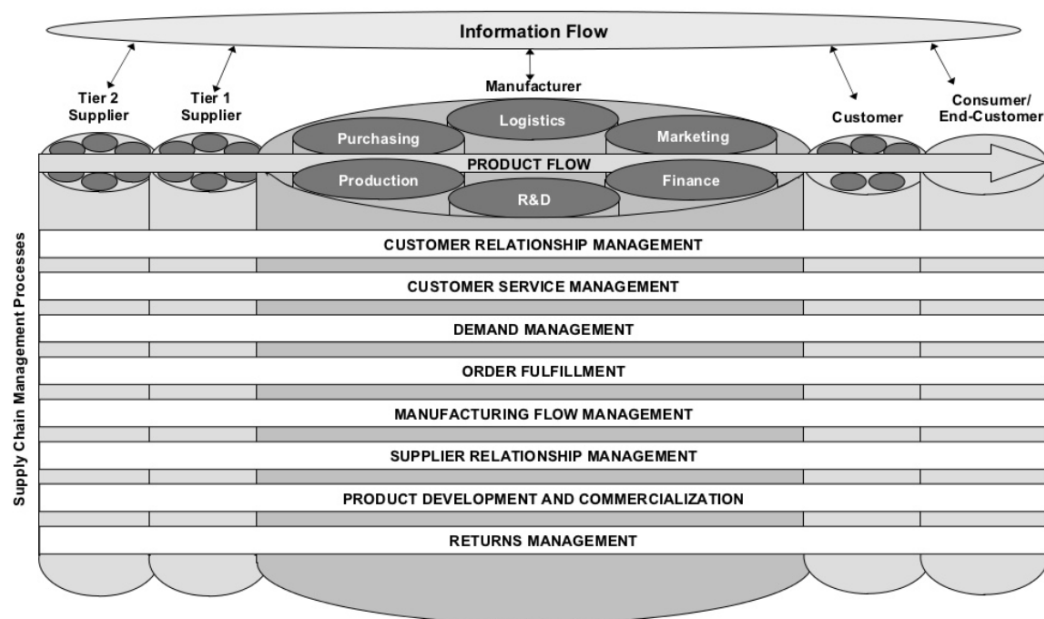 Information Flow
Tier 2
Supplier
Tier 1
Supplier
Manufacturer
Customer
Consumer/
End-Customer
Logistics
Purchasing
Marketing
PRODUCT FLOW
Production
Finance
R&D
Supply Chain Management Processes
CUSTOMER RELATIONSHIP MANAGEMENT
CUSTOMER SERVICE MANAGEMENT
DEMAND MANAGEMENT
ORDER FULFILLMENT
MANUFACTURING FLOW MANAGEMENT
SUPPLIER RELATIONSHIP MANAGEMENT
PRODUCT DEVELOPMENT AND COMMERCIALIZATION
RETURNS MANAGEMENT